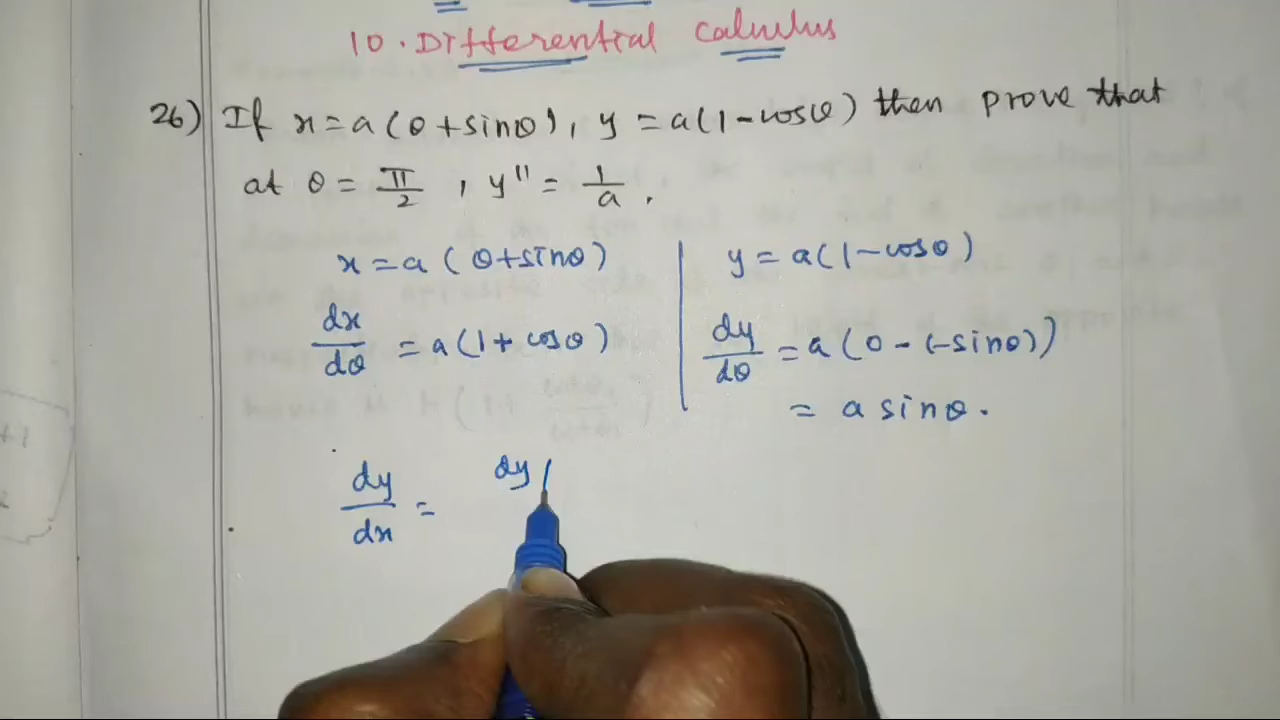 10. Differential calculus
26) If x = a(θ+sinθ), y = a(1-cosθ) then prove that
at θ = π/2 , y'' = 1/a .
x = a (θ+sinθ)
dx/dθ = a(1+cosθ)
y = a(1-cosθ)
dy/dθ = a(0-(-sinθ))
= a sinθ.
dy/dx = dy/